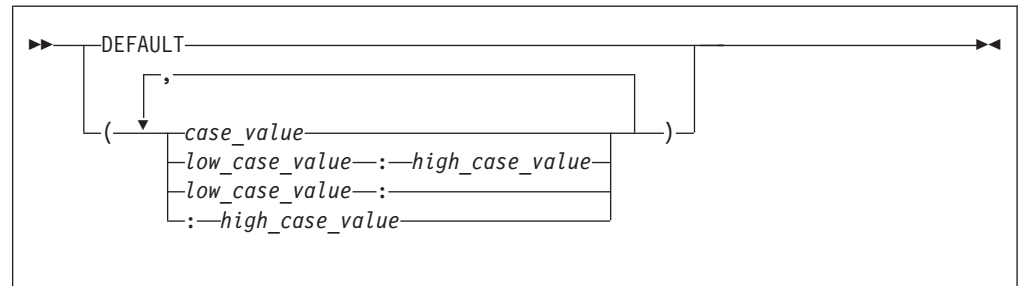 DEFAULT
,
( case_value )
low_case_value : high_case_value
low_case_value :
: high_case_value